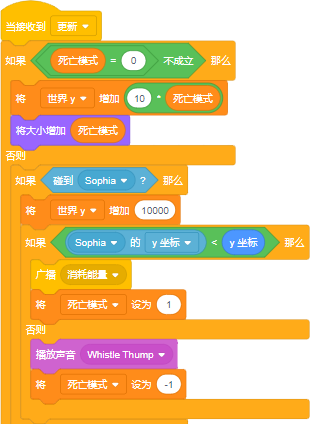 当接收到 更新
如果 死亡模式 = 0 不成立 那么
将 世界 y 增加 10 * 死亡模式
将大小增加 死亡模式
否则
如果 碰到 Sophia ? 那么
将 世界 y 增加 10000
如果 Sophia 的 y 坐标 < y 坐标 那么
广播 消耗能量
将 死亡模式 设为 1
否则
播放声音 Whistle Thump
将 死亡模式 设为 -1